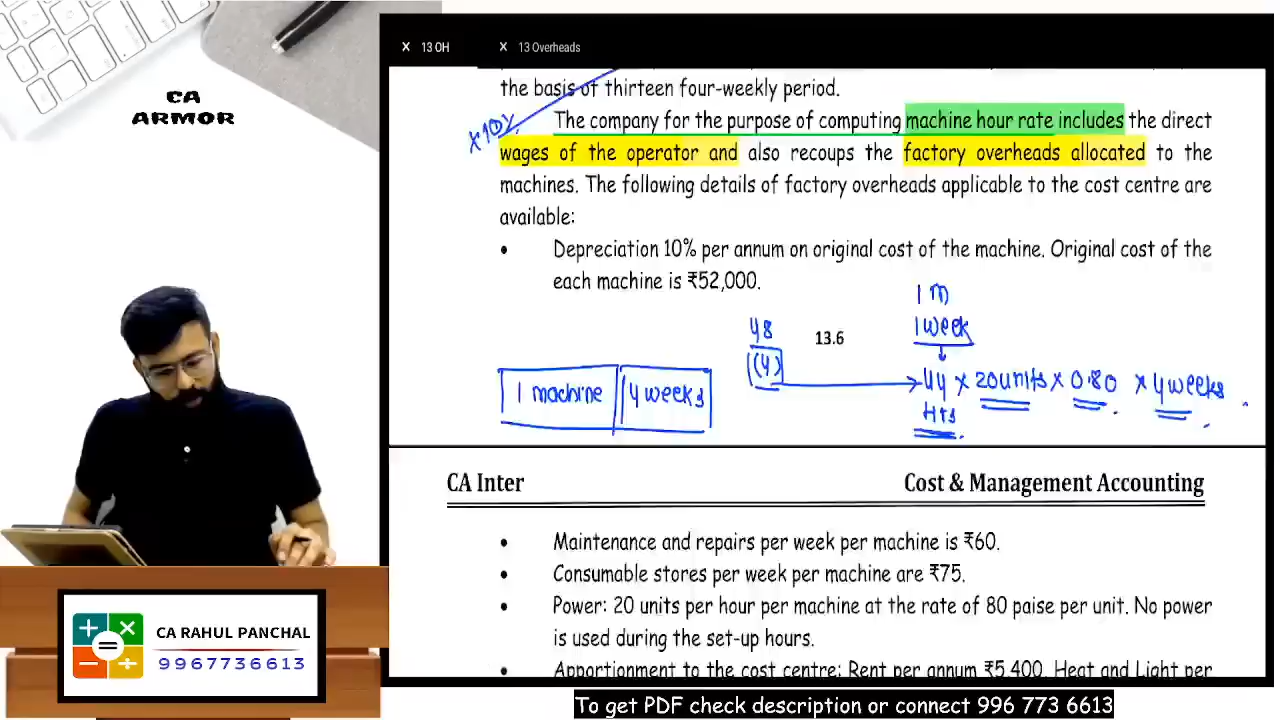 CA
ARMOR
× 13 OH × 13 Overheads
the basis of thirteen four-weekly period.
×10%
The company for the purpose of computing machine hour rate includes the direct
wages of the operator and also recoups the factory overheads allocated to the
machines. The following details of factory overheads applicable to the cost centre are
available:
• Depreciation 10% per annum on original cost of the machine. Original cost of the
each machine is ₹52,000.
1 m
48 13.6 1 week
1 machine 4 weeks (4) 44 × 20 units × 0.80 × 4 weeks
Hrs
CA Inter Cost & Management Accounting
• Maintenance and repairs per week per machine is ₹60.
• Consumable stores per week per machine are ₹75.
• Power: 20 units per hour per machine at the rate of 80 paise per unit. No power
is used during the set-up hours.
• Apportionment to the cost centre: Rent per annum ₹5,400, Heat and Light per
CA RAHUL PANCHAL
9967736613
To get PDF check description or connect 996 773 6613